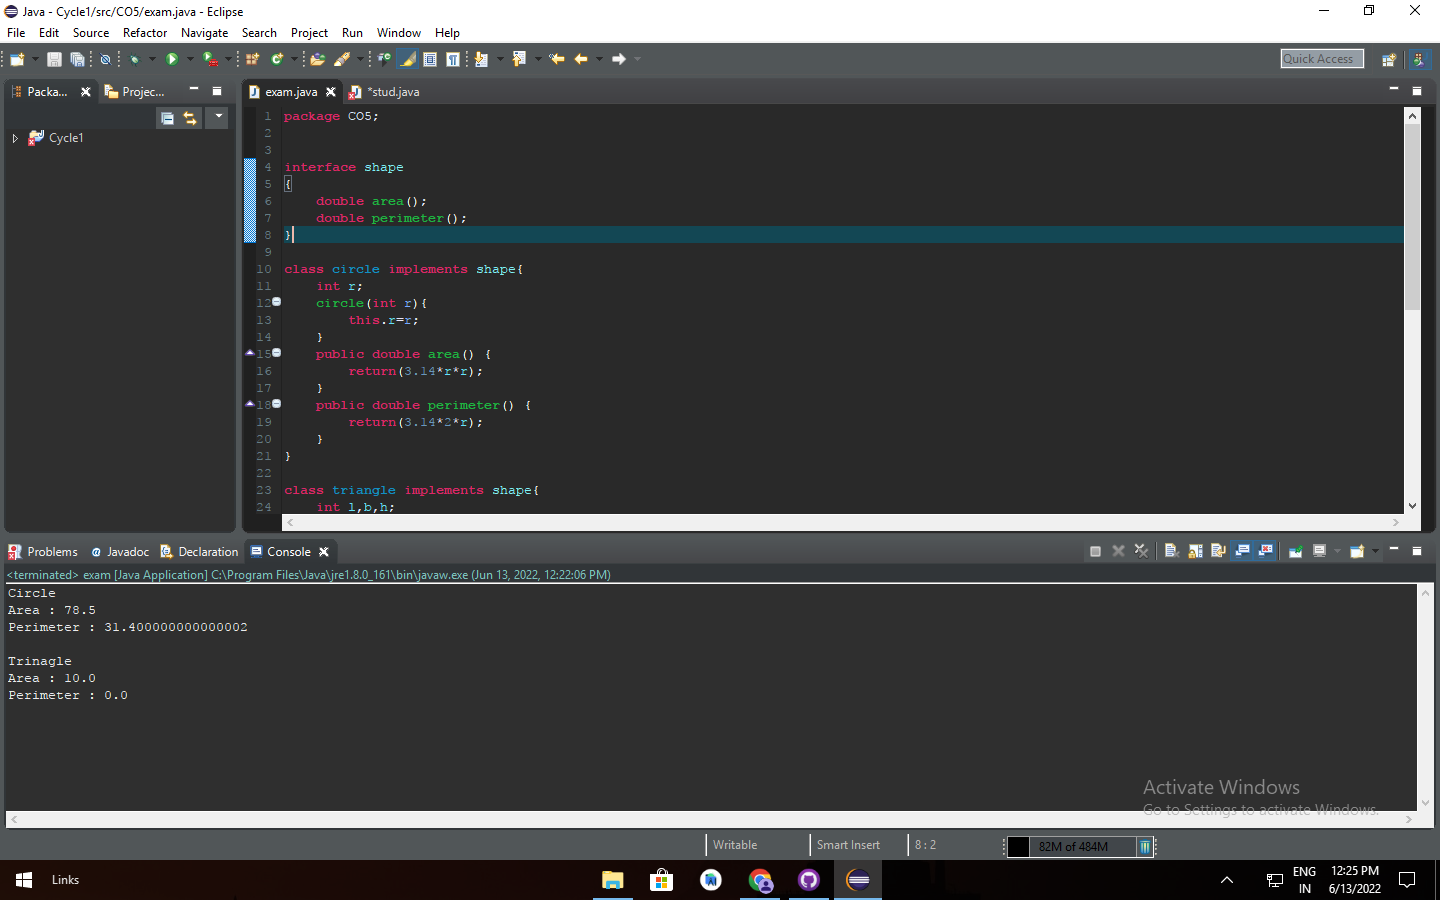 Java - Cycle1/src/CO5/exam.java - Eclipse
File Edit Source Refactor Navigate Search Project Run Window Help
Quick Access
Packa... Projec... exam.java *stud.java
Cycle1
1 package CO5;
2
3
4 interface shape
5 {
6 double area();
7 double perimeter();
8 }
9
10 class circle implements shape{
11 int r;
12 circle(int r){
13 this.r=r;
14 }
15 public double area() {
16 return(3.14*r*r);
17 }
18 public double perimeter() {
19 return(3.14*2*r);
20 }
21 }
22
23 class triangle implements shape{
24 int l,b,h;
Problems @ Javadoc Declaration Console
<terminated> exam [Java Application] C:\Program Files\Java\jre1.8.0_161\bin\javaw.exe (Jun 13, 2022, 12:22:06 PM)
Circle
Area : 78.5
Perimeter : 31.400000000000002
Trinagle
Area : 10.0
Perimeter : 0.0
Activate Windows
Go to Settings to activate Windows.
Writable Smart Insert 8 : 2 82M of 484M
Links ENG 12:25 PM
IN 6/13/2022